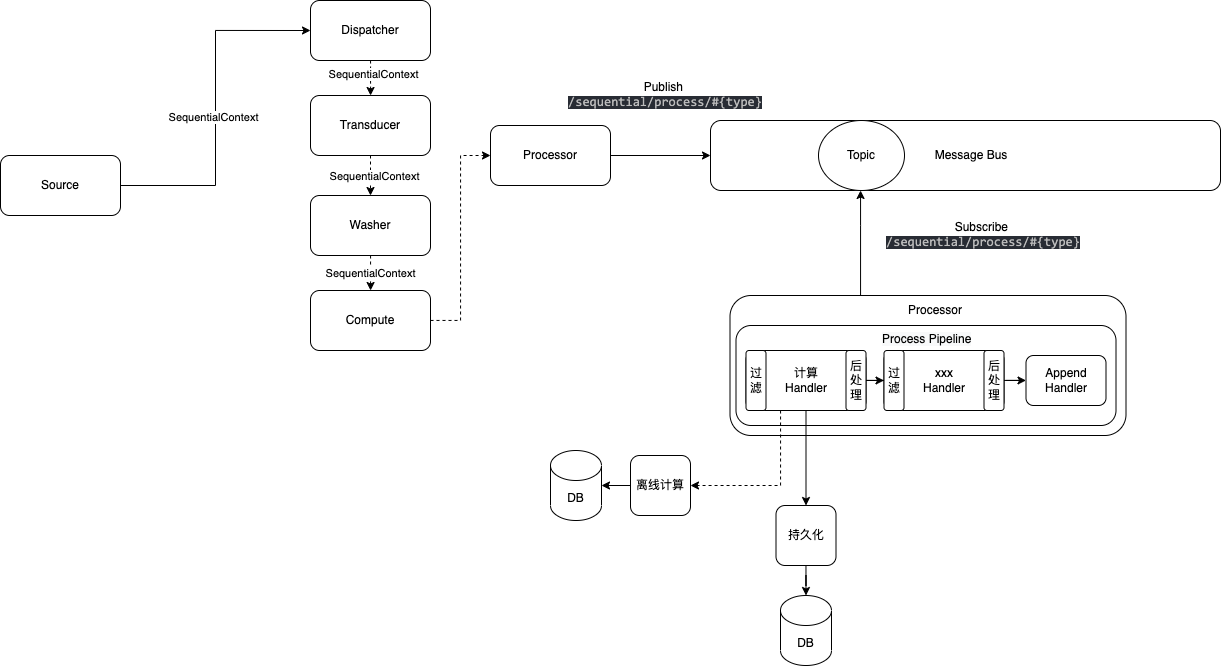 Dispatcher
SequentialContext
Transducer
SequentialContext
Washer
SequentialContext
Compute
SequentialContext
Source
Processor
Publish
/sequential/process/#{type}
Topic
Message Bus
Subscribe
/sequential/process/#{type}
Processor
Process Pipeline
过
滤
计算
Handler
后
处
理
过
滤
xxx
Handler
后
处
理
Append
Handler
DB
离线计算
持久化
DB